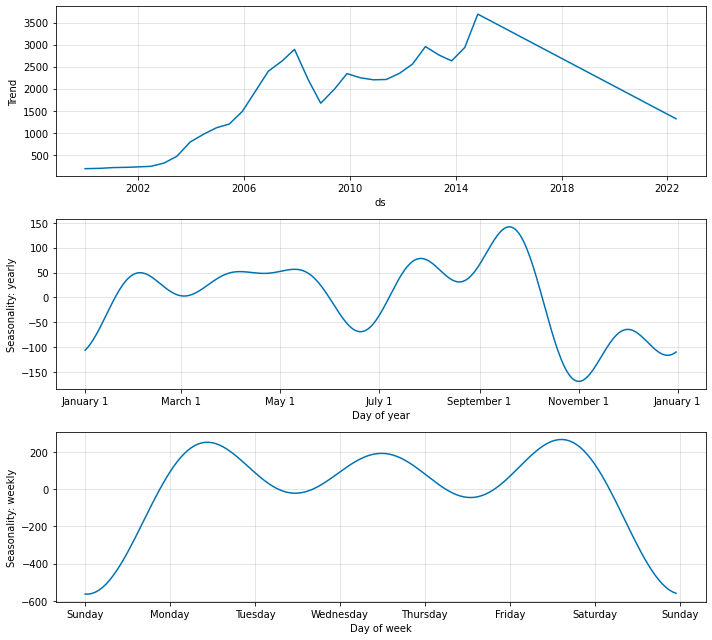 3500
3000
2500
2000
1500
1000
500
Trend
2002 2006 2010 2014 2018 2022
ds
150
100
50
0
−50
−100
−150
Seasonality: yearly
January 1 March 1 May 1 July 1 September 1 November 1 January 1
Day of year
200
0
−200
−400
−600
Seasonality: weekly
Sunday Monday Tuesday Wednesday Thursday Friday Saturday Sunday
Day of week